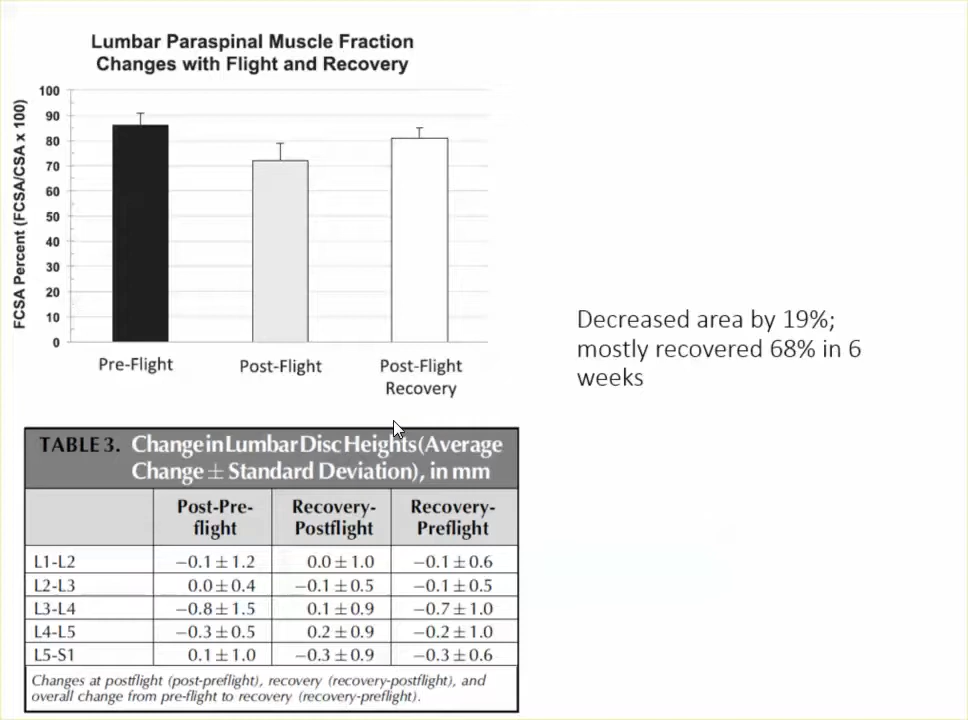 Lumbar Paraspinal Muscle Fraction
Changes with Flight and Recovery
FCSA Percent (FCSA/CSA x 100)
100
90
80
70
60
50
40
30
20
10
0
Pre-Flight
Post-Flight
Post-Flight
Recovery
Decreased area by 19%;
mostly recovered 68% in 6
weeks
TABLE 3. Change in Lumbar Disc Heights (Average
Change ± Standard Deviation), in mm
Post-Pre-
flight
Recovery-
Postflight
Recovery-
Preflight
L1-L2 −0.1 ± 1.2 0.0 ± 1.0 −0.1 ± 0.6
L2-L3 0.0 ± 0.4 −0.1 ± 0.5 −0.1 ± 0.5
L3-L4 −0.8 ± 1.5 0.1 ± 0.9 −0.7 ± 1.0
L4-L5 −0.3 ± 0.5 0.2 ± 0.9 −0.2 ± 1.0
L5-S1 0.1 ± 1.0 −0.3 ± 0.9 −0.3 ± 0.6
Changes at postflight (post-preflight), recovery (recovery-postflight), and
overall change from pre-flight to recovery (recovery-preflight).